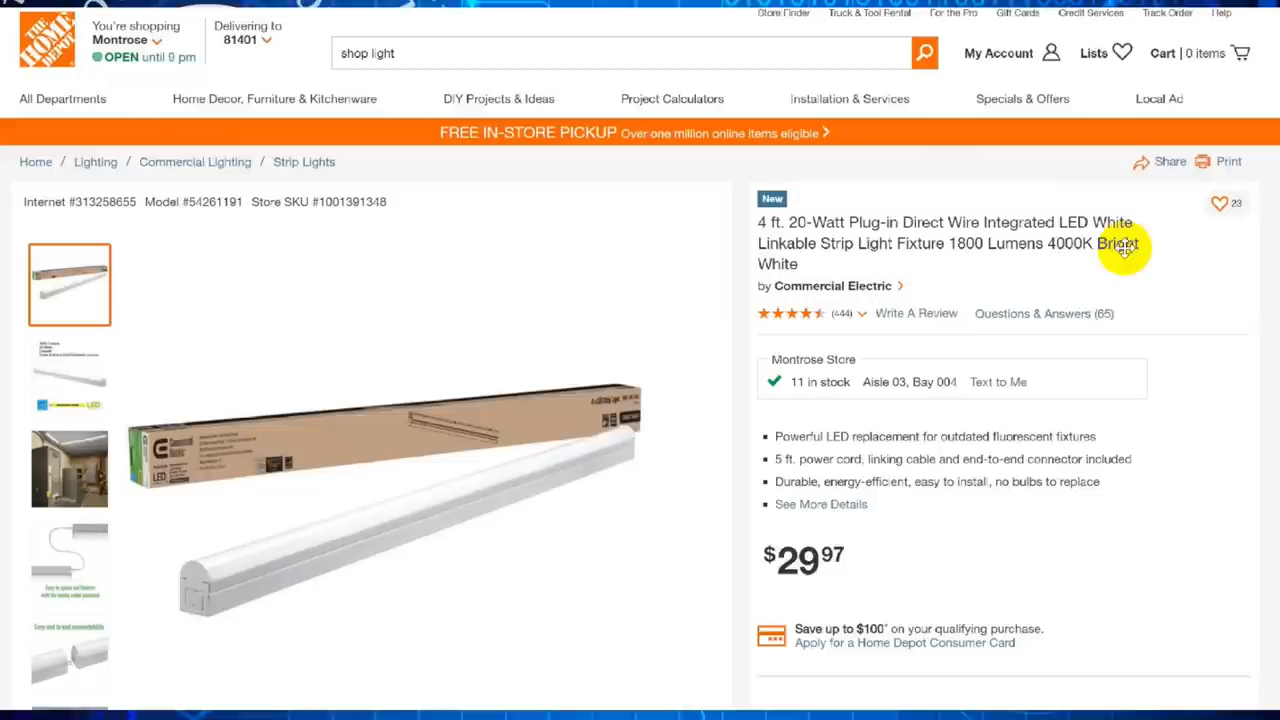 Store Finder Truck & Tool Rental For the Pro Gift Cards Credit Services Track Order Help
THE HOME DEPOT
You're shopping
Montrose
OPEN until 9 pm
Delivering to
81401
shop light
My Account
Lists
Cart | 0 items
All Departments Home Decor, Furniture & Kitchenware DIY Projects & Ideas Project Calculators Installation & Services Specials & Offers Local Ad
FREE IN-STORE PICKUP Over one million online items eligible
Home / Lighting / Commercial Lighting / Strip Lights
Share Print
Internet #313258655 Model #54261191 Store SKU #1001391348
New
23
4 ft. 20-Watt Plug-in Direct Wire Integrated LED White
Linkable Strip Light Fixture 1800 Lumens 4000K Bright
White
by Commercial Electric
(444) Write A Review Questions & Answers (65)
Montrose Store
11 in stock Aisle 03, Bay 004 Text to Me
Powerful LED replacement for outdated fluorescent fixtures
5 ft. power cord, linking cable and end-to-end connector included
Durable, energy-efficient, easy to install, no bulbs to replace
See More Details
$29 97
Save up to $100* on your qualifying purchase.
Apply for a Home Depot Consumer Card
LED
LED